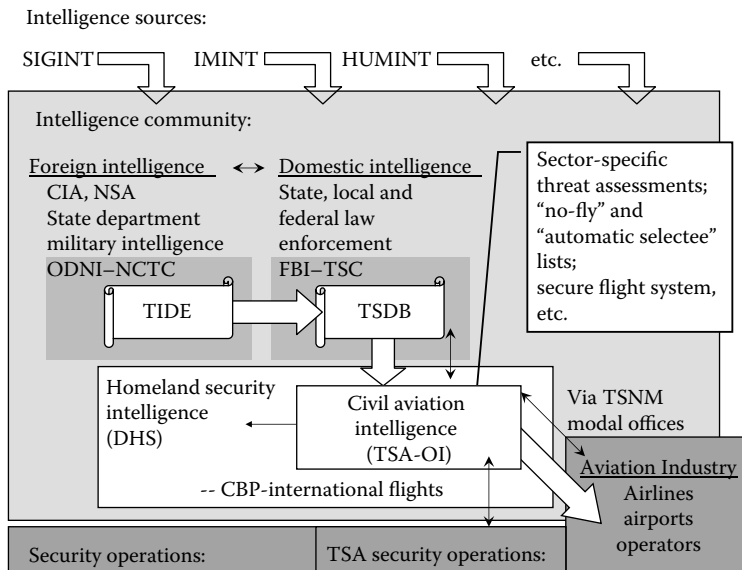 Intelligence sources:
SIGINT
IMINT
HUMINT
etc.
Intelligence community:
Foreign intelligence
CIA, NSA
State department
military intelligence
ODNI–NCTC
Domestic intelligence
State, local and
federal law
enforcement
FBI–TSC
Sector-specific
threat assessments;
“no-fly” and
“automatic selectee”
lists;
secure flight system,
etc.
TIDE
TSDB
Homeland security
intelligence
(DHS)
Civil aviation
intelligence
(TSA-OI)
-- CBP-international flights
Via TSNM
modal offices
Aviation Industry
Airlines
airports
operators
Security operations:
TSA security operations: